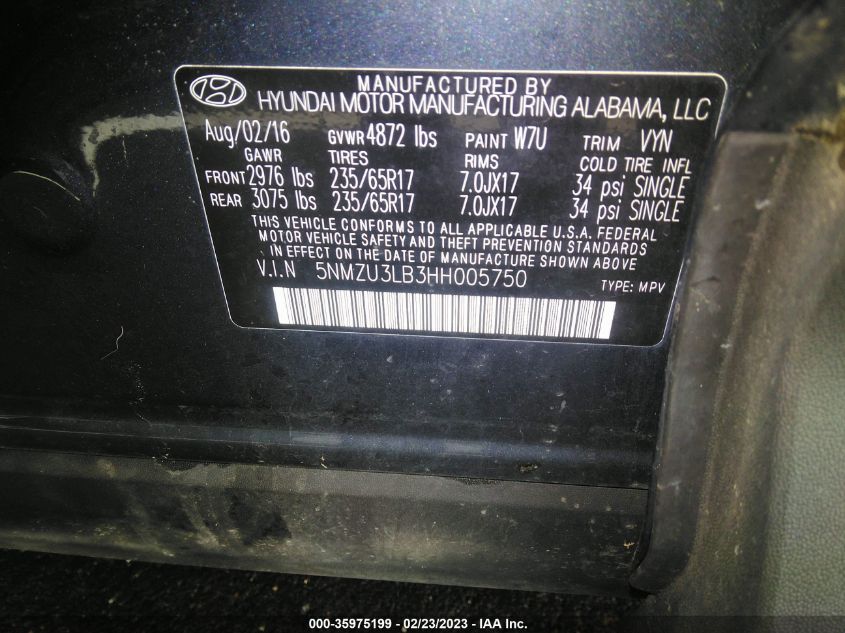 MANUFACTURED BY
HYUNDAI MOTOR MANUFACTURING ALABAMA, LLC
Aug/02/16 GVWR 4872 lbs PAINT W7U TRIM VYN
GAWR TIRES RIMS COLD TIRE INFL
FRONT 2976 lbs 235/65R17 7.0JX17 34 psi SINGLE
REAR 3075 lbs 235/65R17 7.0JX17 34 psi SINGLE
THIS VEHICLE CONFORMS TO ALL APPLICABLE U.S.A. FEDERAL
MOTOR VEHICLE SAFETY AND THEFT PREVENTION STANDARDS
IN EFFECT ON THE DATE OF MANUFACTURE SHOWN ABOVE
V.I.N 5NMZU3LB3HH005750 TYPE: MPV
000-35975199 - 02/23/2023 - © IAA Inc.